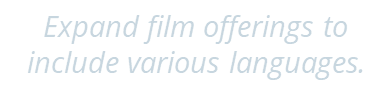 Expand film offerings to
include various languages.